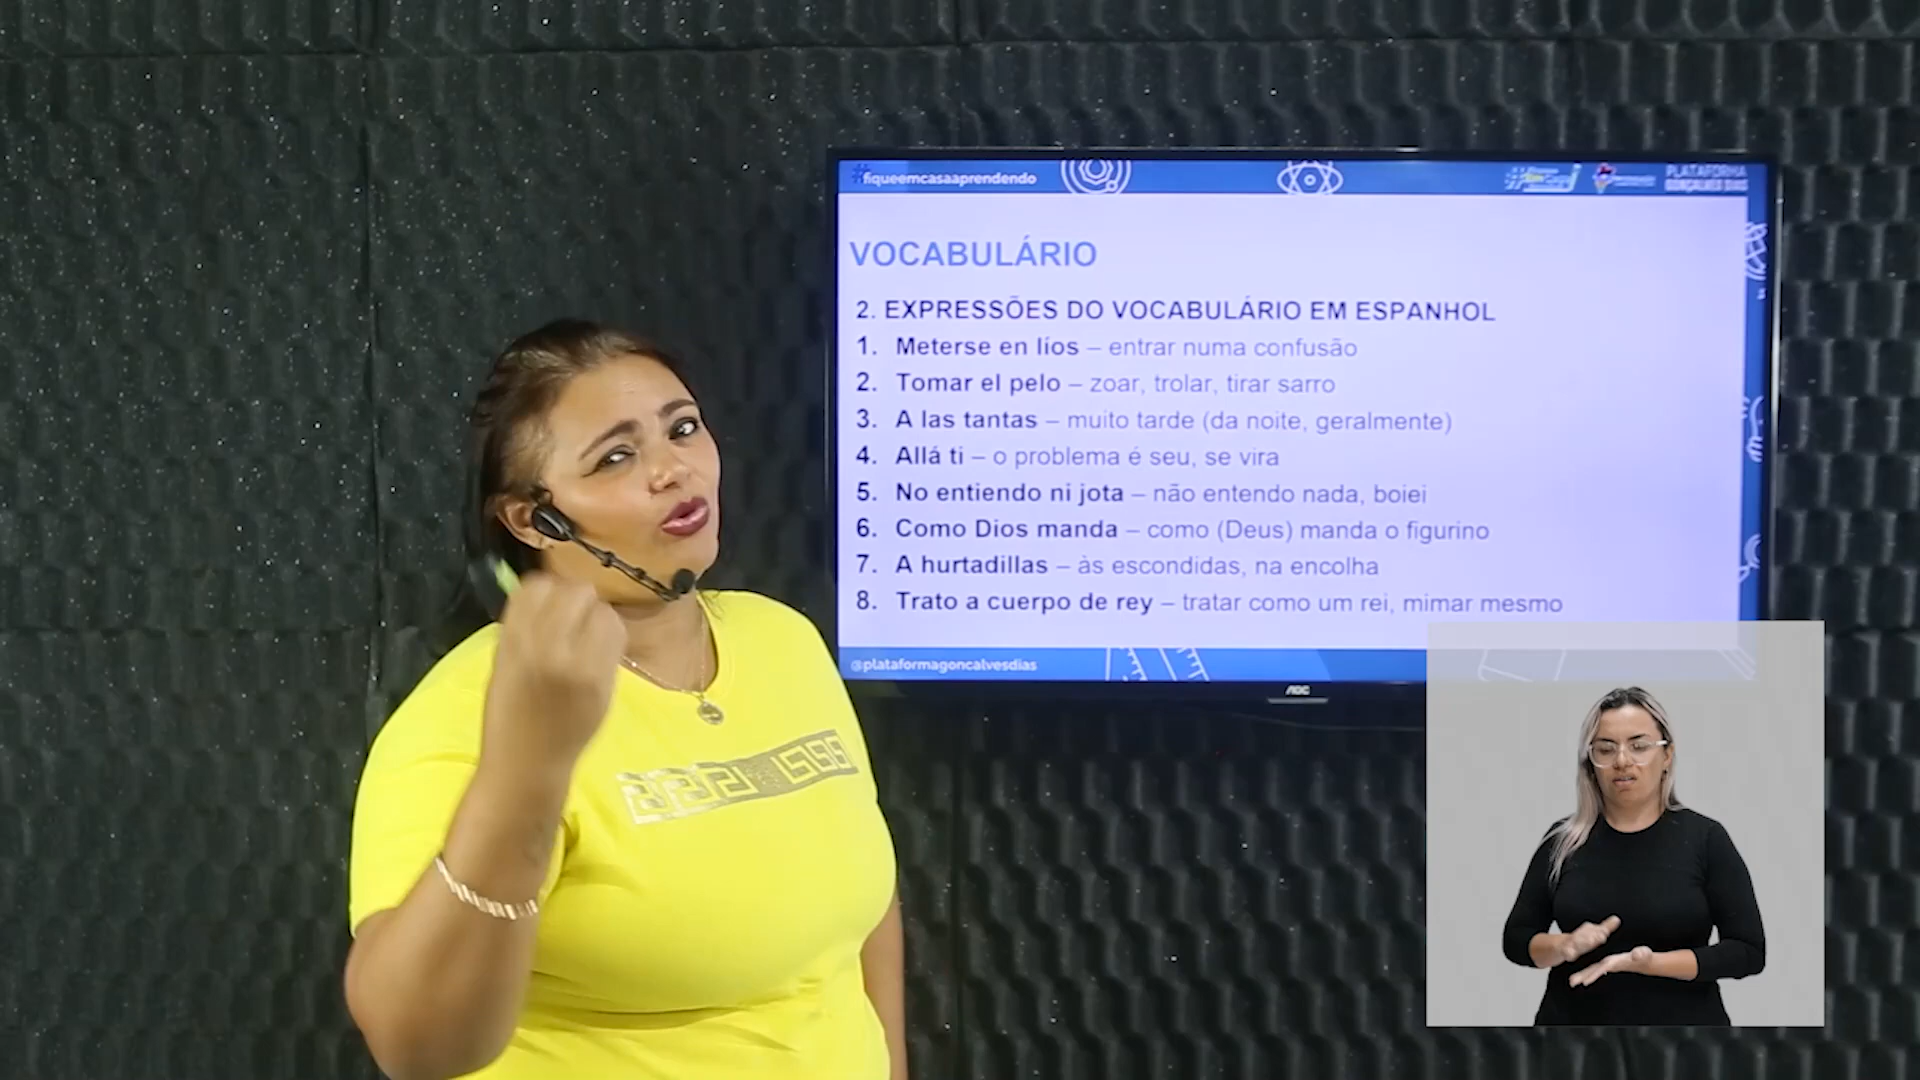 #fiqueemcasaaprendendo
PLATAFORMA
GONÇALVES DIAS
VOCABULÁRIO
2. EXPRESSÕES DO VOCABULÁRIO EM ESPANHOL
1. Meterse en líos – entrar numa confusão
2. Tomar el pelo – zoar, trolar, tirar sarro
3. A las tantas – muito tarde (da noite, geralmente)
4. Allá ti – o problema é seu, se vira
5. No entiendo ni jota – não entendo nada, boiei
6. Como Dios manda – como (Deus) manda o figurino
7. A hurtadillas – às escondidas, na encolha
8. Trato a cuerpo de rey – tratar como um rei, mimar mesmo
@plataformagoncalvesdias
AOC